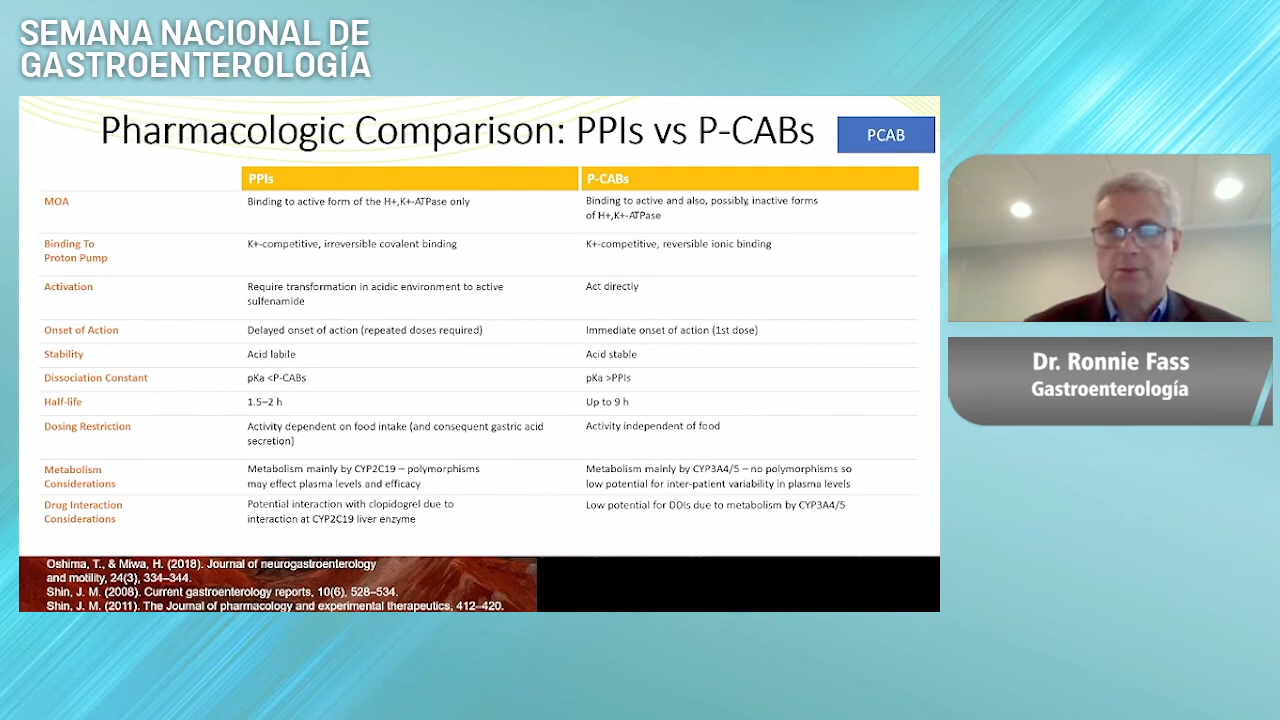 SEMANA NACIONAL DE
GASTROENTEROLOGÍA
Pharmacologic Comparison: PPIs vs P-CABs
PCAB
PPIs
P-CABs
MOA
Binding to active form of the H+,K+-ATPase only
Binding to active and also, possibly, inactive forms
of H+,K+-ATPase
Binding To
Proton Pump
K+-competitive, irreversible covalent binding
K+-competitive, reversible ionic binding
Activation
Require transformation in acidic environment to active
sulfenamide
Act directly
Onset of Action
Delayed onset of action (repeated doses required)
Immediate onset of action (1st dose)
Stability
Acid labile
Acid stable
Dissociation Constant
pKa <P-CABs
pKa >PPIs
Half-life
1.5–2 h
Up to 9 h
Dosing Restriction
Activity dependent on food intake (and consequent gastric acid
secretion)
Activity independent of food
Metabolism
Considerations
Metabolism mainly by CYP2C19 – polymorphisms
may effect plasma levels and efficacy
Metabolism mainly by CYP3A4/5 – no polymorphisms so
low potential for inter-patient variability in plasma levels
Drug Interaction
Considerations
Potential interaction with clopidogrel due to
interaction at CYP2C19 liver enzyme
Low potential for DDIs due to metabolism by CYP3A4/5
Oshima, T., & Miwa, H. (2018). Journal of neurogastroenterology
and motility, 24(3), 334–344.
Shin, J. M. (2008). Current gastroenterology reports, 10(6), 528–534.
Shin, J. M. (2011). The Journal of pharmacology and experimental therapeutics, 412–420.
Dr. Ronnie Fass
Gastroenterología